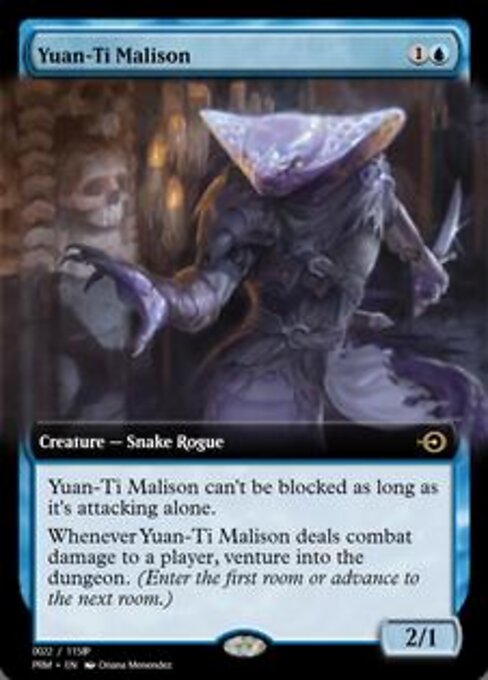 Yuan-Ti Malison 1
Creature — Snake Rogue
Yuan-Ti Malison can't be blocked as long as
it's attacking alone.
Whenever Yuan-Ti Malison deals combat
damage to a player, venture into the
dungeon. (Enter the first room or advance to
the next room.)
2/1
0022 / 115P
PRM • EN Oriana Menendez